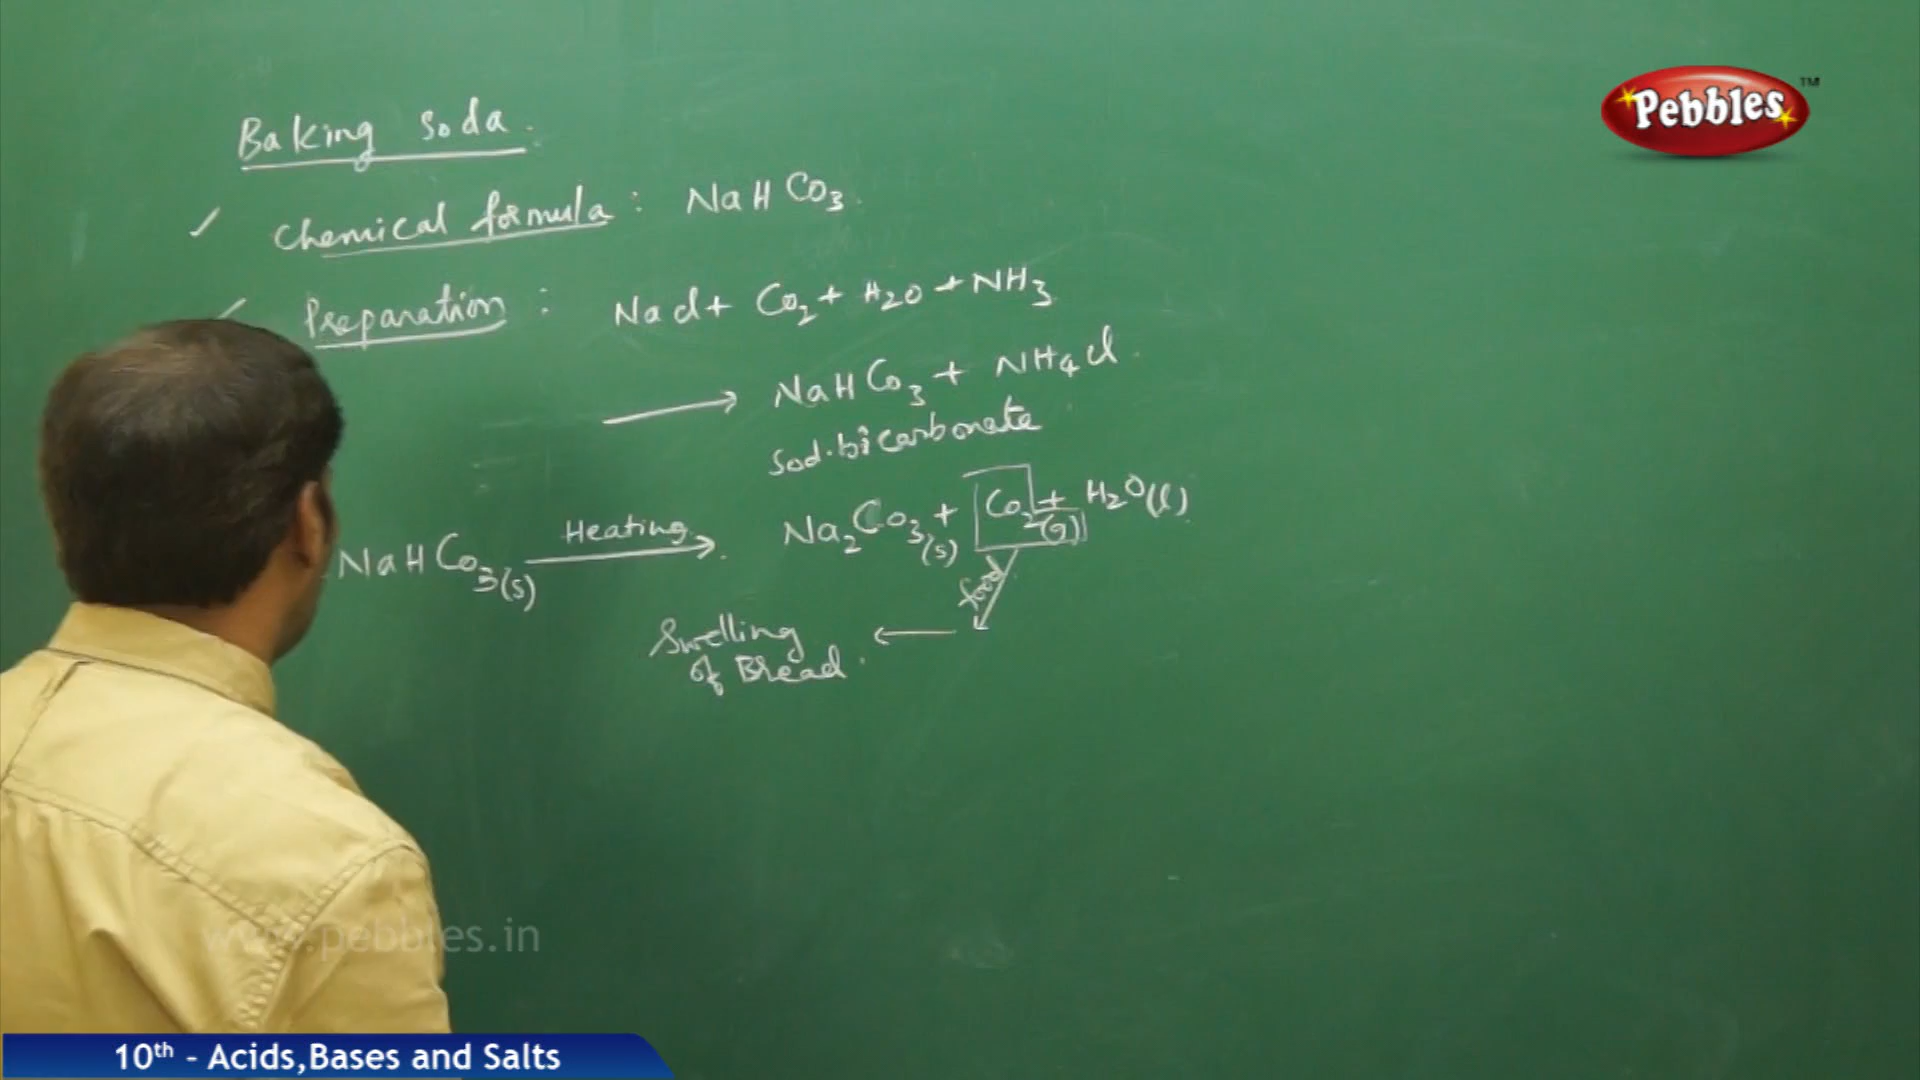 Pebbles™
Baking Soda.
Chemical formula : NaHCo3.
Preparation : Nacl + Co2 + H2O + NH3
→ NaHCo3 + NH4cl.
Sod.bicarbonate
NaHCo3(s) Heating → Na2Co3(s) + Co2(g) + H2O(l)
food
Swelling ←
of Bread.
www.pebbles.in
10th - Acids,Bases and Salts